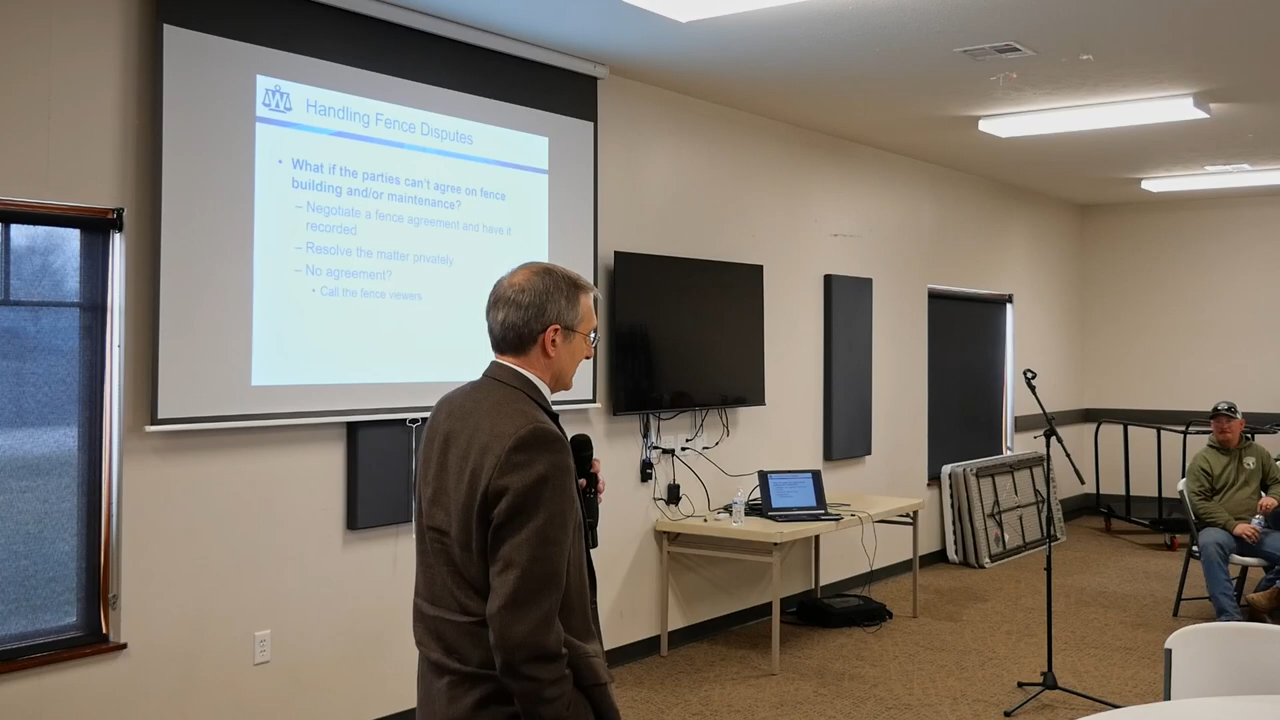 W
Handling Fence Disputes
• What if the parties can't agree on fence
building and/or maintenance?
– Negotiate a fence agreement and have it
recorded
– Resolve the matter privately
– No agreement?
• Call the fence viewers